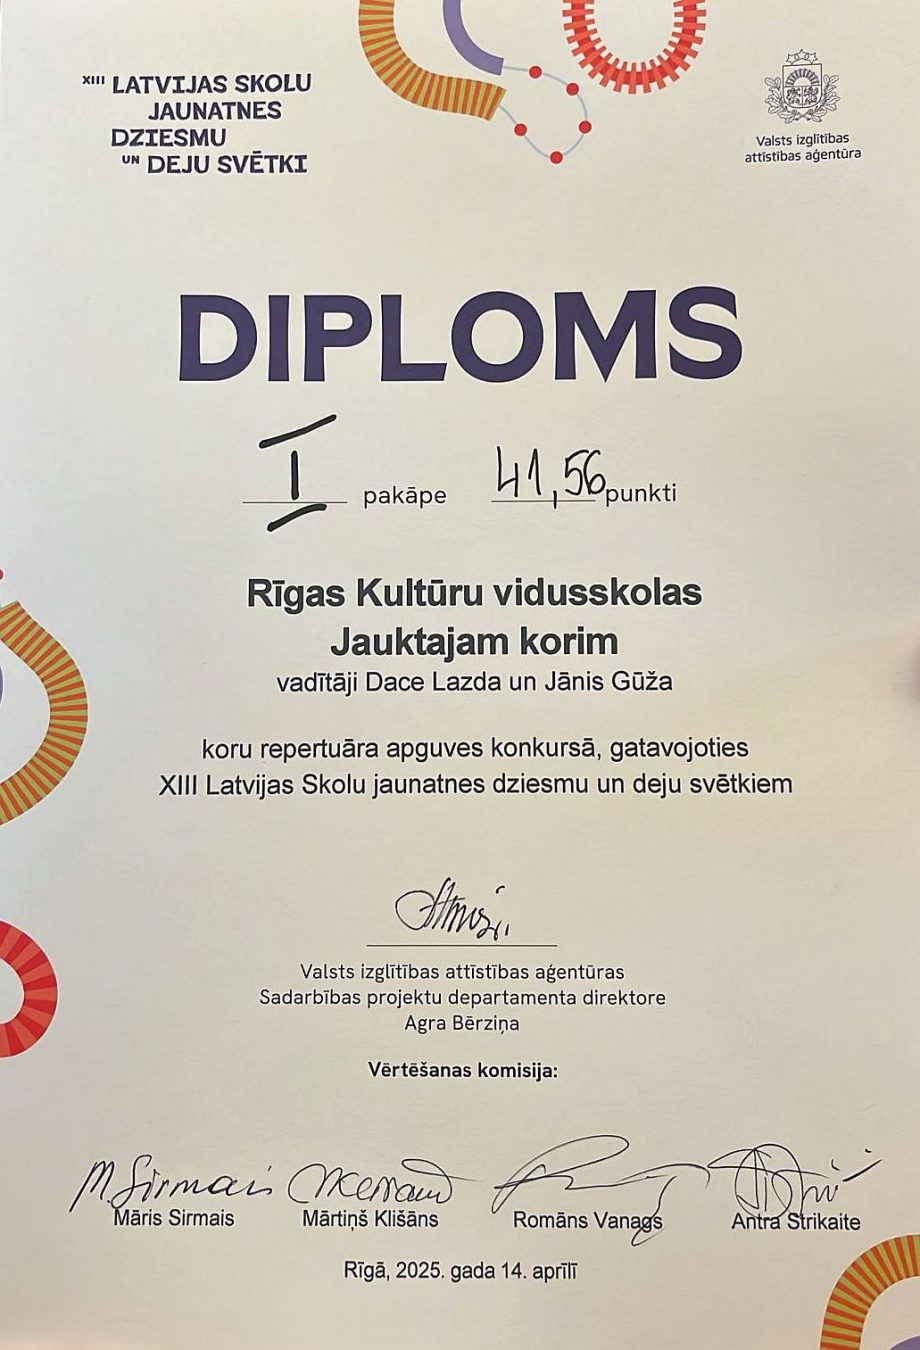 XIII LATVIJAS SKOLU
JAUNATNES
DZIESMU
UN DEJU SVĒTKI
Valsts izglītības
attīstības aģentūra
DIPLOMS
I pakāpe 41,56 punkti
Rīgas Kultūru vidusskolas
Jauktajam korim
vadītāji Dace Lazda un Jānis Gūža
koru repertuāra apguves konkursā, gatavojoties
XIII Latvijas Skolu jaunatnes dziesmu un deju svētkiem
Valsts izglītības attīstības aģentūras
Sadarbības projektu departamenta direktore
Agra Bērziņa
Vērtēšanas komisija:
M. Sirmais
Māris Sirmais Mārtiņš Klišāns Romāns Vanags Antra Strikaite
Rīgā, 2025. gada 14. aprīlī